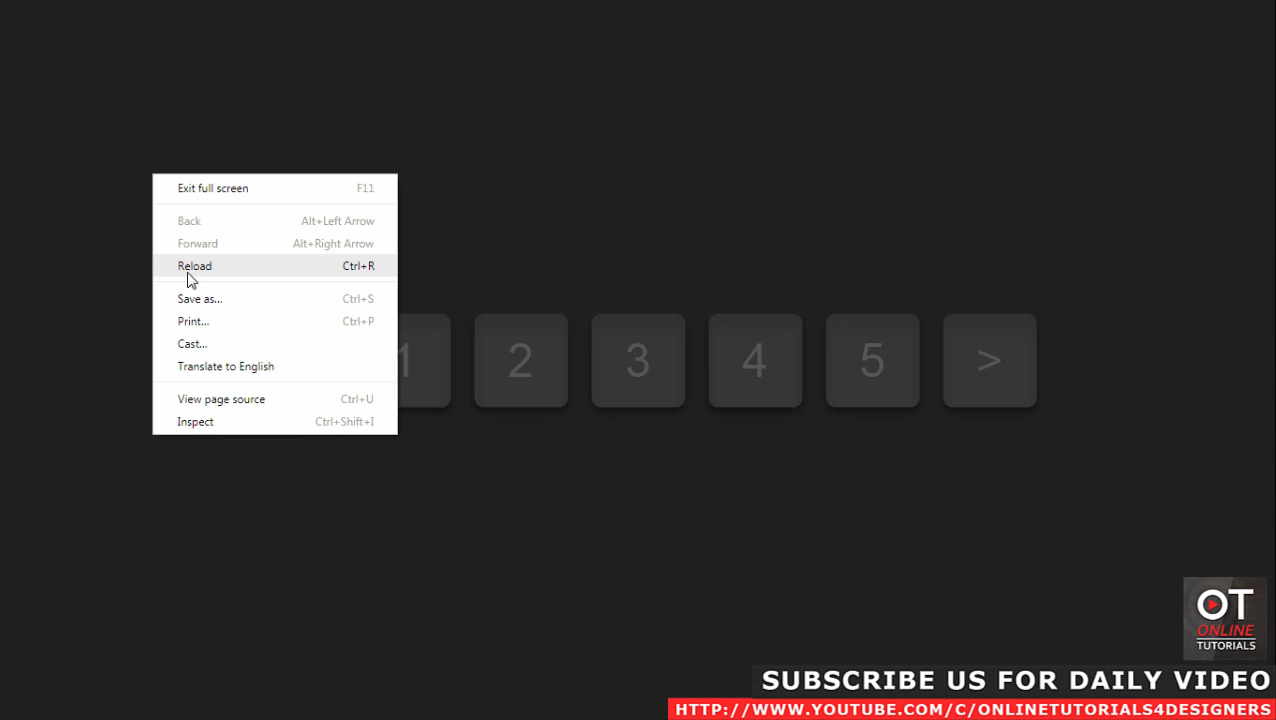 Exit full screen F11
Back Alt+Left Arrow
Forward Alt+Right Arrow
Reload Ctrl+R
Save as... Ctrl+S
Print... Ctrl+P
Cast...
Translate to English
View page source Ctrl+U
Inspect Ctrl+Shift+I
1 2 3 4 5 >
OT
ONLINE
TUTORIALS
SUBSCRIBE US FOR DAILY VIDEO
HTTP://WWW.YOUTUBE.COM/C/ONLINETUTORIALS4DESIGNERS